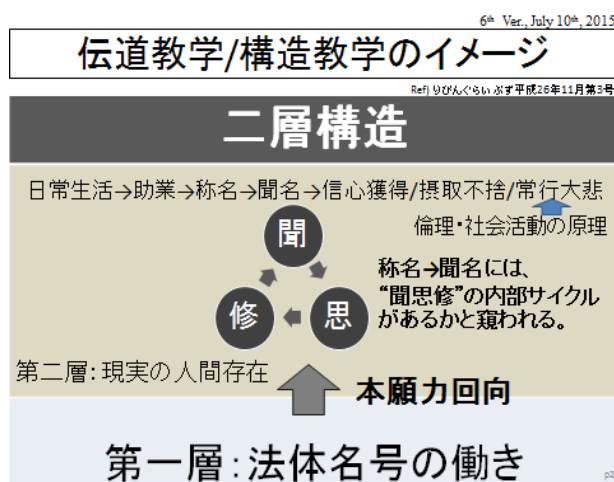 6th Ver., July 10th, 2015
伝道教学/構造教学のイメージ
Ref) りびんぐらいぶす平成26年11月第3号
二層構造
日常生活→助業→称名→聞名→信心獲得/摂取不捨/常行大悲
倫理・社会活動の原理
聞
称名→聞名には、
“聞思修”の内部サイクル
があるかと窺われる。
修
思
第二層:現実の人間存在
本願力回向
第一層:法体名号の働き
p2